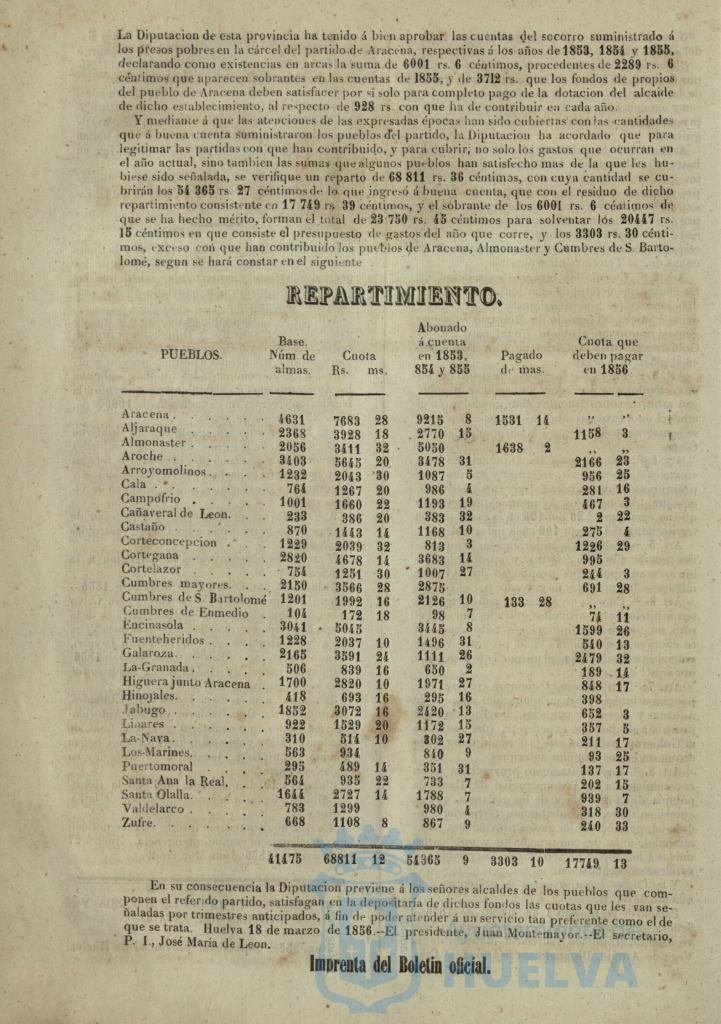 La Diputacion de esta provincia ha tenido á bien aprobar las cuentas del socorro suministrado á
los presos pobres en la cárcel del partido de Aracena, respectivas á los años de 1853, 1854 y 1855,
declarando como existencias en arcas la suma de 6001 rs. 6 céntimos, procedentes de 2289 rs. 6
céntimos que aparecen sobrantes en las cuentas de 1855, y de 3712 rs. que los fondos de propios
del pueblo de Aracena deben satisfacer por si solo para completo pago de la dotacion del alcaide
de dicho establecimiento, al respecto de 928 rs. con que ha de contribuir en cada año.
Y mediante á que las atenciones de las expresadas épocas han sido cubiertas con las cantidades
que á buena cuenta suministraron los pueblos del partido, la Diputacion ha acordado que para
legitimar las partidas con que han contribuido, y para cubrir, no solo los gastos que ocurran en
el año actual, sino tambien las sumas que algunos pueblos han satisfecho mas de la que les hu-
biese sido señalada, se verifique un reparto de 68 811 rs. 36 céntimos, con cuya cantidad se cu-
brirán los 54 365 rs. 27 céntimos de lo que ingresó á buena cuenta, que con el residuo de dicho
repartimiento consistente en 17 749 rs. 39 céntimos, y el sobrante de los 6001 rs. 6 céntimos de
que se ha hecho mérito, forman el total de 23 750 rs. 45 céntimos para solventar lós 20447 rs.
15 céntimos en que consiste el presupuesto de gastos del año que corre, y los 3303 rs. 30 cénti-
mos, exceso con que han contribuido los pueblos de Aracena, Almonaster y Cumbres de S. Barto-
lomé, segun se hará constar en el siguiente
REPARTIMIENTO.
PUEBLOS. Base. Núm de almas. Cuota Rs. ms. Abonado á cuenta en 1853, 854 y 855 Pagado de mas. Cuota que deben pagar en 1856
Aracena . 4631 7683 28 9215 8 1531 14 ,, ,,
Aljaraque . 2368 3928 18 2770 15 1158 3
Almonaster . 2056 3411 32 5050 1638 2 ,, ,,
Aroche . 3403 5645 20 3478 31 2166 23
Arroyomolinos . 1232 2043 30 1087 5 956 25
Cala . 764 1267 20 986 4 281 16
Campofrio . 1001 1660 22 1193 19 467 3
Cañaveral de Leon. 233 386 20 383 32 2 22
Castaño . 870 1443 14 1168 10 275 4
Corteconcepcion . 1229 2039 32 813 3 1226 29
Cortegana . 2820 4678 14 3683 14 995
Cortelazor . 754 1251 30 1007 27 244 3
Cumbres mayores. 2150 3566 28 2875 691 28
Cumbres de S. Bartolomé 1201 1992 16 2126 10 133 28 ,, ,,
Cumbres de Enmedio . 104 172 18 98 7 74 11
Encinasola . 3041 5045 3445 8 1599 26
Fuenteheridos . 1228 2037 10 1496 31 540 13
Galaroza. 2165 3591 24 1111 26 2479 32
La-Granada. 506 839 16 650 2 189 14
Higuera junto Aracena . 1700 2820 10 1971 27 848 17
Hinojales. 418 693 16 295 16 398
Jabugo . 1852 3072 16 2420 13 652 3
Linares . 922 1529 20 1172 15 357 5
La-Nava. 310 514 10 302 27 211 17
Los-Marines. 563 934 840 9 93 25
Puertomoral 295 489 14 351 31 137 17
Santa Ana la Real. 564 935 22 733 7 202 15
Santa Olalla. 1644 2727 14 1788 7 939 7
Valdelarco . 783 1299 980 4 318 30
Zufre. 668 1108 8 867 9 240 33
41475 68811 12 54365 9 3303 10 17749 13
En su consecuencia la Diputacion previene á los señores alcaldes de los pueblos que com-
ponen el referido partido, satisfagan en la depositaría de dichos fondos las cuotas que les van se-
ñaladas por trimestres anticipados, á fin de poder atender á un servicio tan preferente como el de
que se trata. Huelva 18 de marzo de 1856.--El presidente, Juan Montemayor.--El secretario,
P. I., José María de Leon.
Imprenta del Boletin oficial.
HUELVA